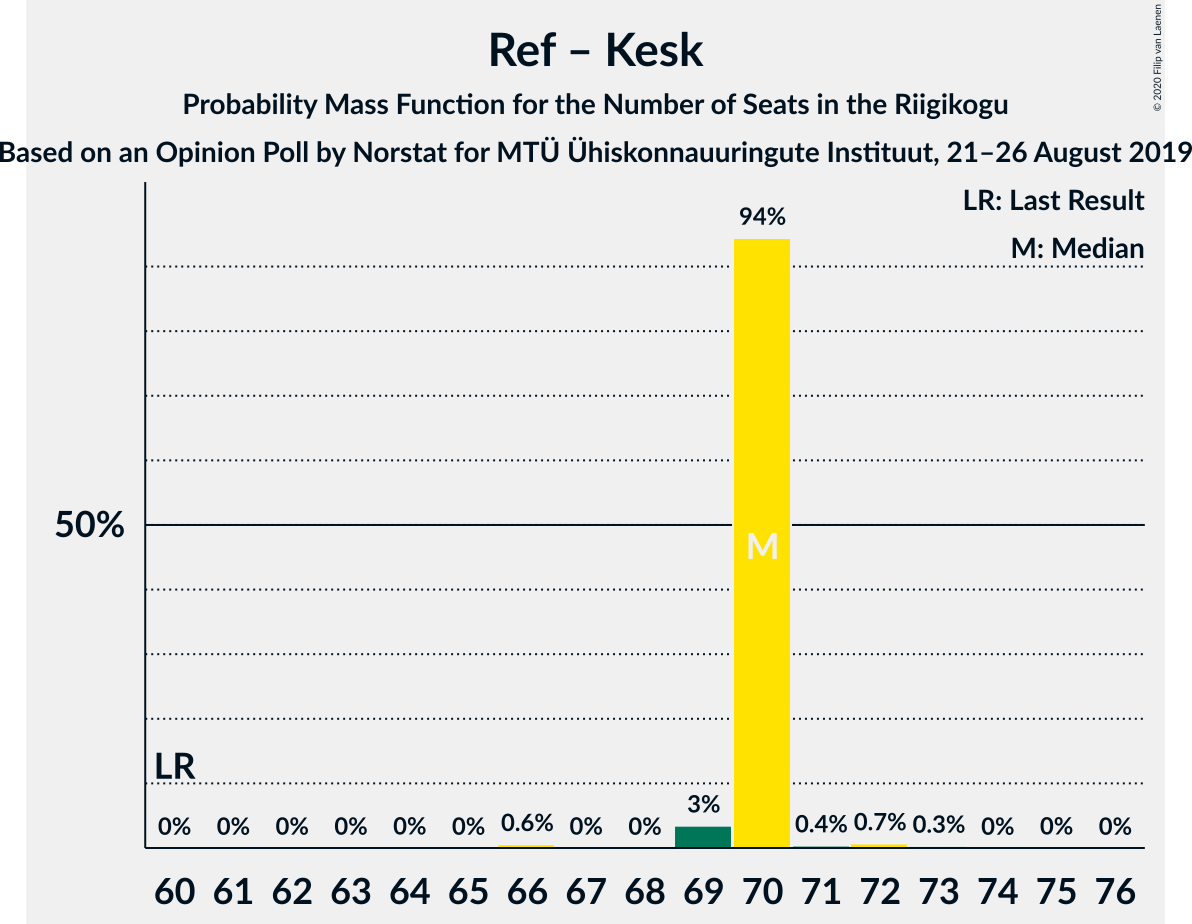 Ref – Kesk
Probability Mass Function for the Number of Seats in the Riigikogu
Based on an Opinion Poll by Norstat for MTÜ Ühiskonnauuringute Instituut, 21–26 August 2019
© 2020 Filip van Laenen
LR: Last Result
M: Median
94%
50%
M
LR
3%
0% 0% 0% 0% 0% 0% 0.6% 0% 0% 0.4% 0.7% 0.3% 0% 0% 0%
60 61 62 63 64 65 66 67 68 69 70 71 72 73 74 75 76